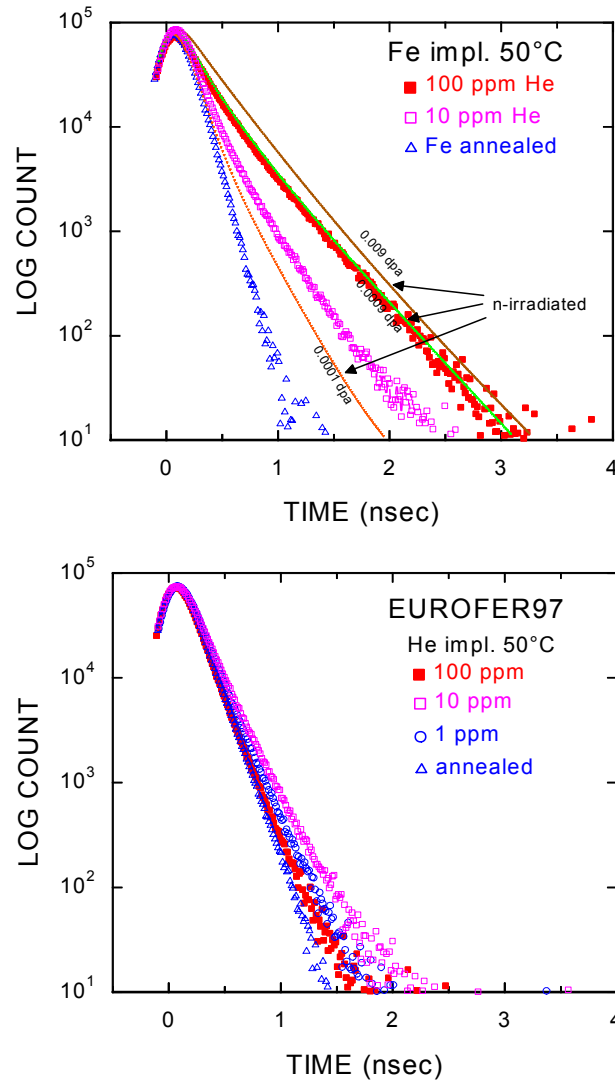 Fe impl. 50°C
100 ppm He
10 ppm He
Fe annealed
0.009 dpa
0.0009 dpa
n-irradiated
0.0001 dpa
LOG COUNT
10^5
10^4
10^3
10^2
10^1
0 1 2 3 4
TIME (nsec)
EUROFER97
He impl. 50°C
100 ppm
10 ppm
1 ppm
annealed
LOG COUNT
10^5
10^4
10^3
10^2
10^1
0 1 2 3 4
TIME (nsec)